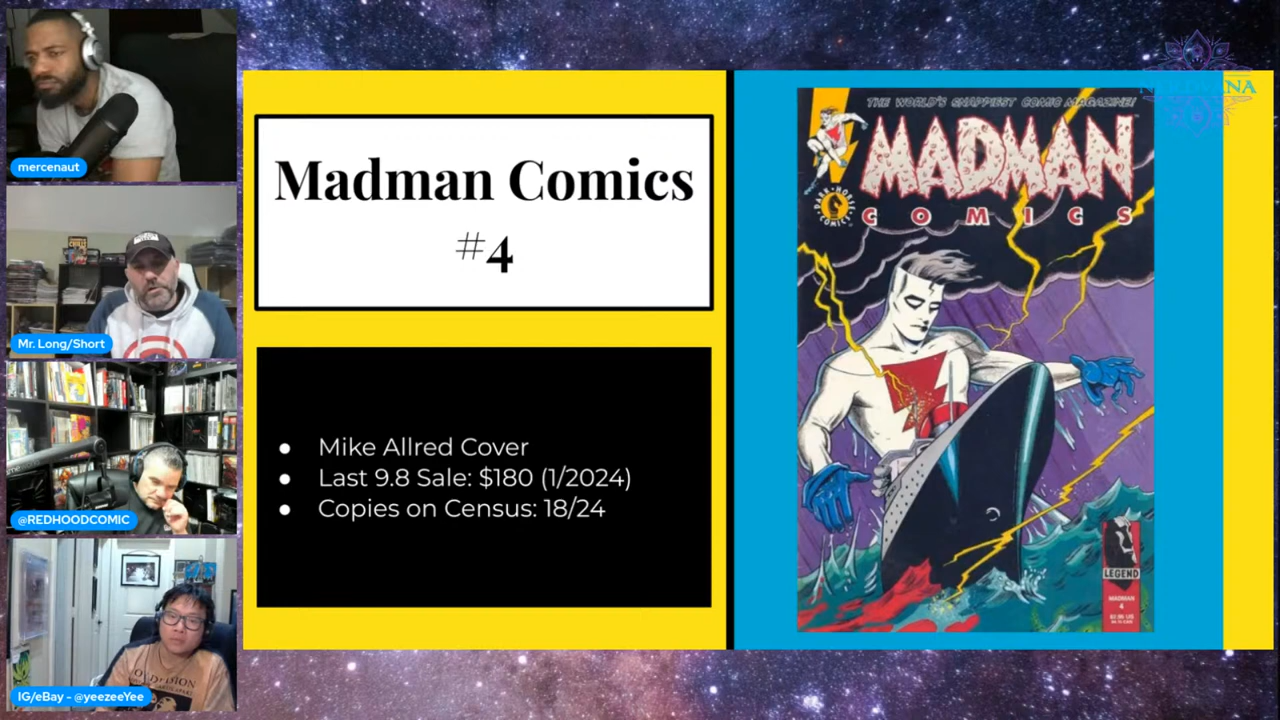 mercenaut
Mr. Long/Short
@REDHOODCOMIC
IG/eBay - @yeezeeYee
Madman Comics
#4
● Mike Allred Cover
● Last 9.8 Sale: $180 (1/2024)
● Copies on Census: 18/24
NERDVANA
THE WORLD'S SNAPPIEST COMIC MAGAZINE!
MADMAN
COMICS
DARK HORSE
COMICS
LEGEND
MADMAN
4